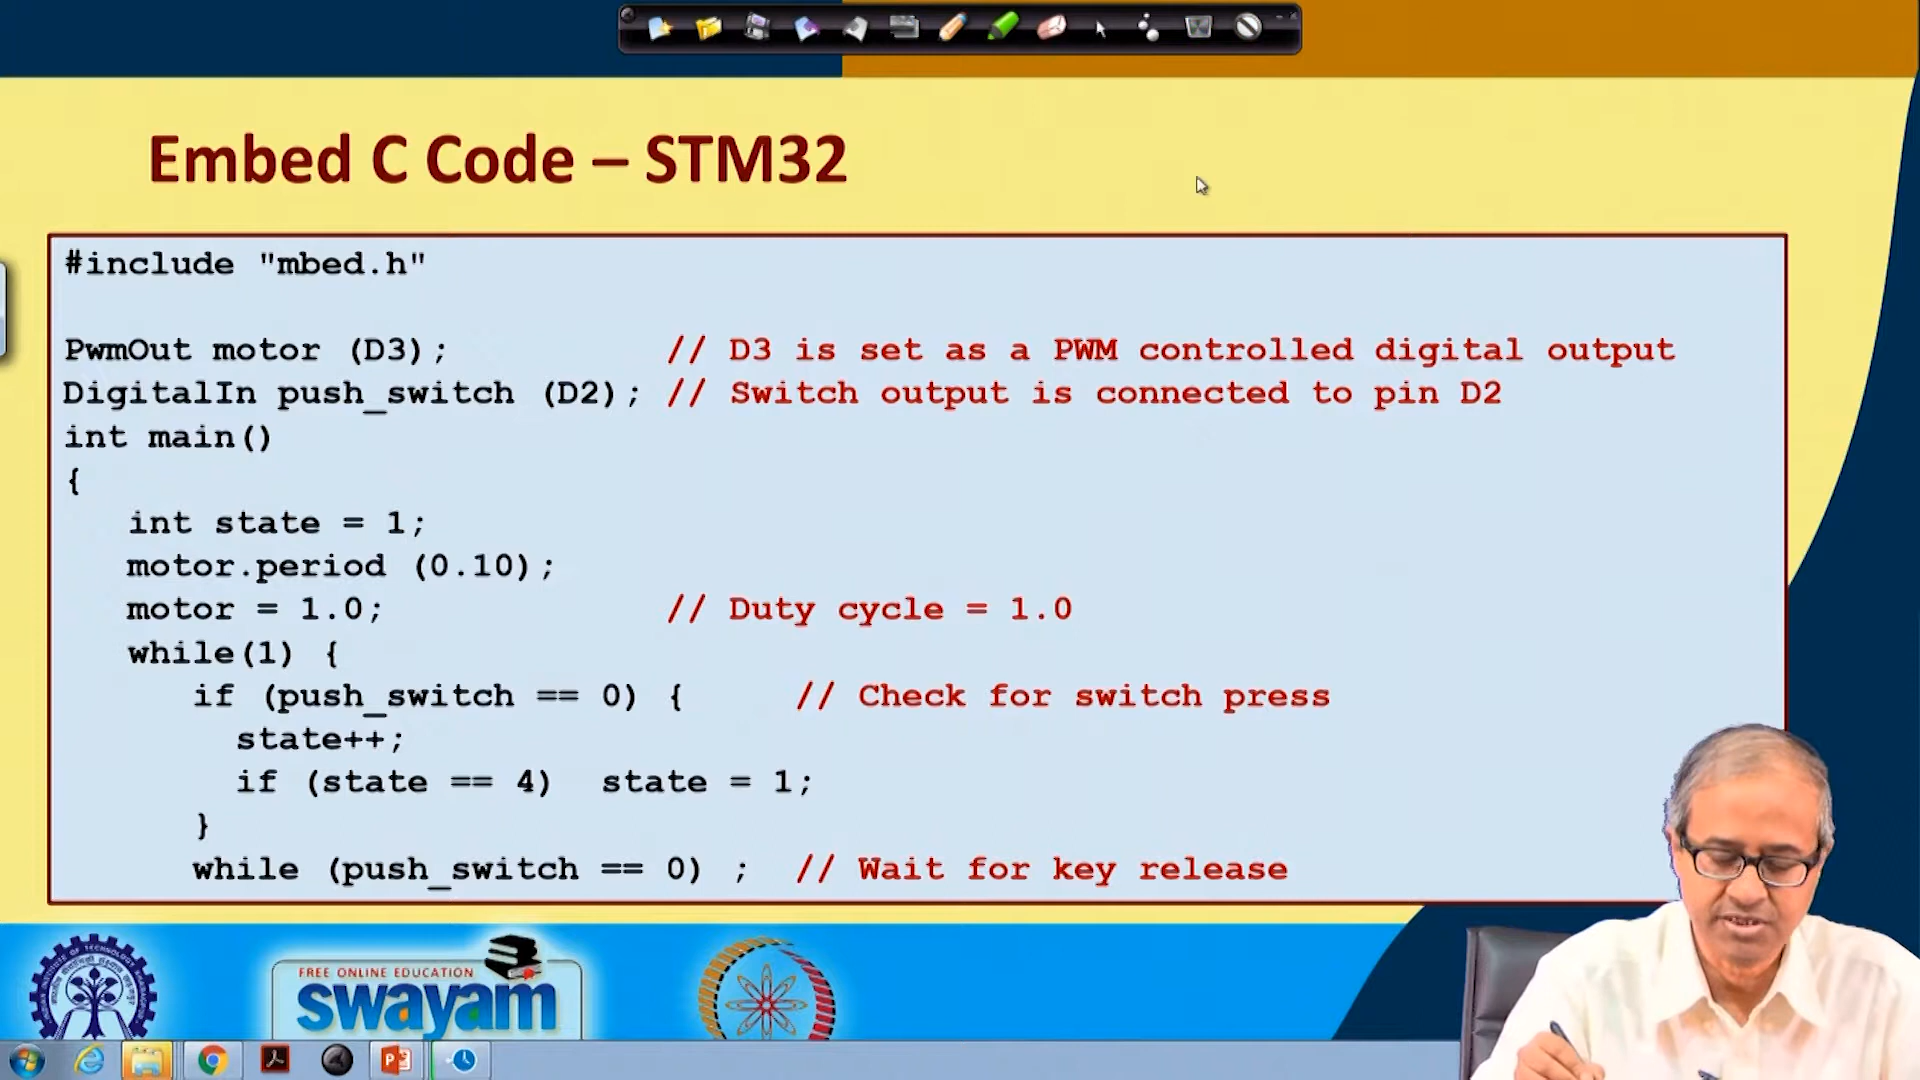 Embed C Code – STM32
#include "mbed.h"
PwmOut motor (D3); // D3 is set as a PWM controlled digital output
DigitalIn push_switch (D2); // Switch output is connected to pin D2
int main()
{
int state = 1;
motor.period (0.10);
motor = 1.0; // Duty cycle = 1.0
while(1) {
if (push_switch == 0) { // Check for switch press
state++;
if (state == 4) state = 1;
}
while (push_switch == 0) ; // Wait for key release
FREE ONLINE EDUCATION
swayam